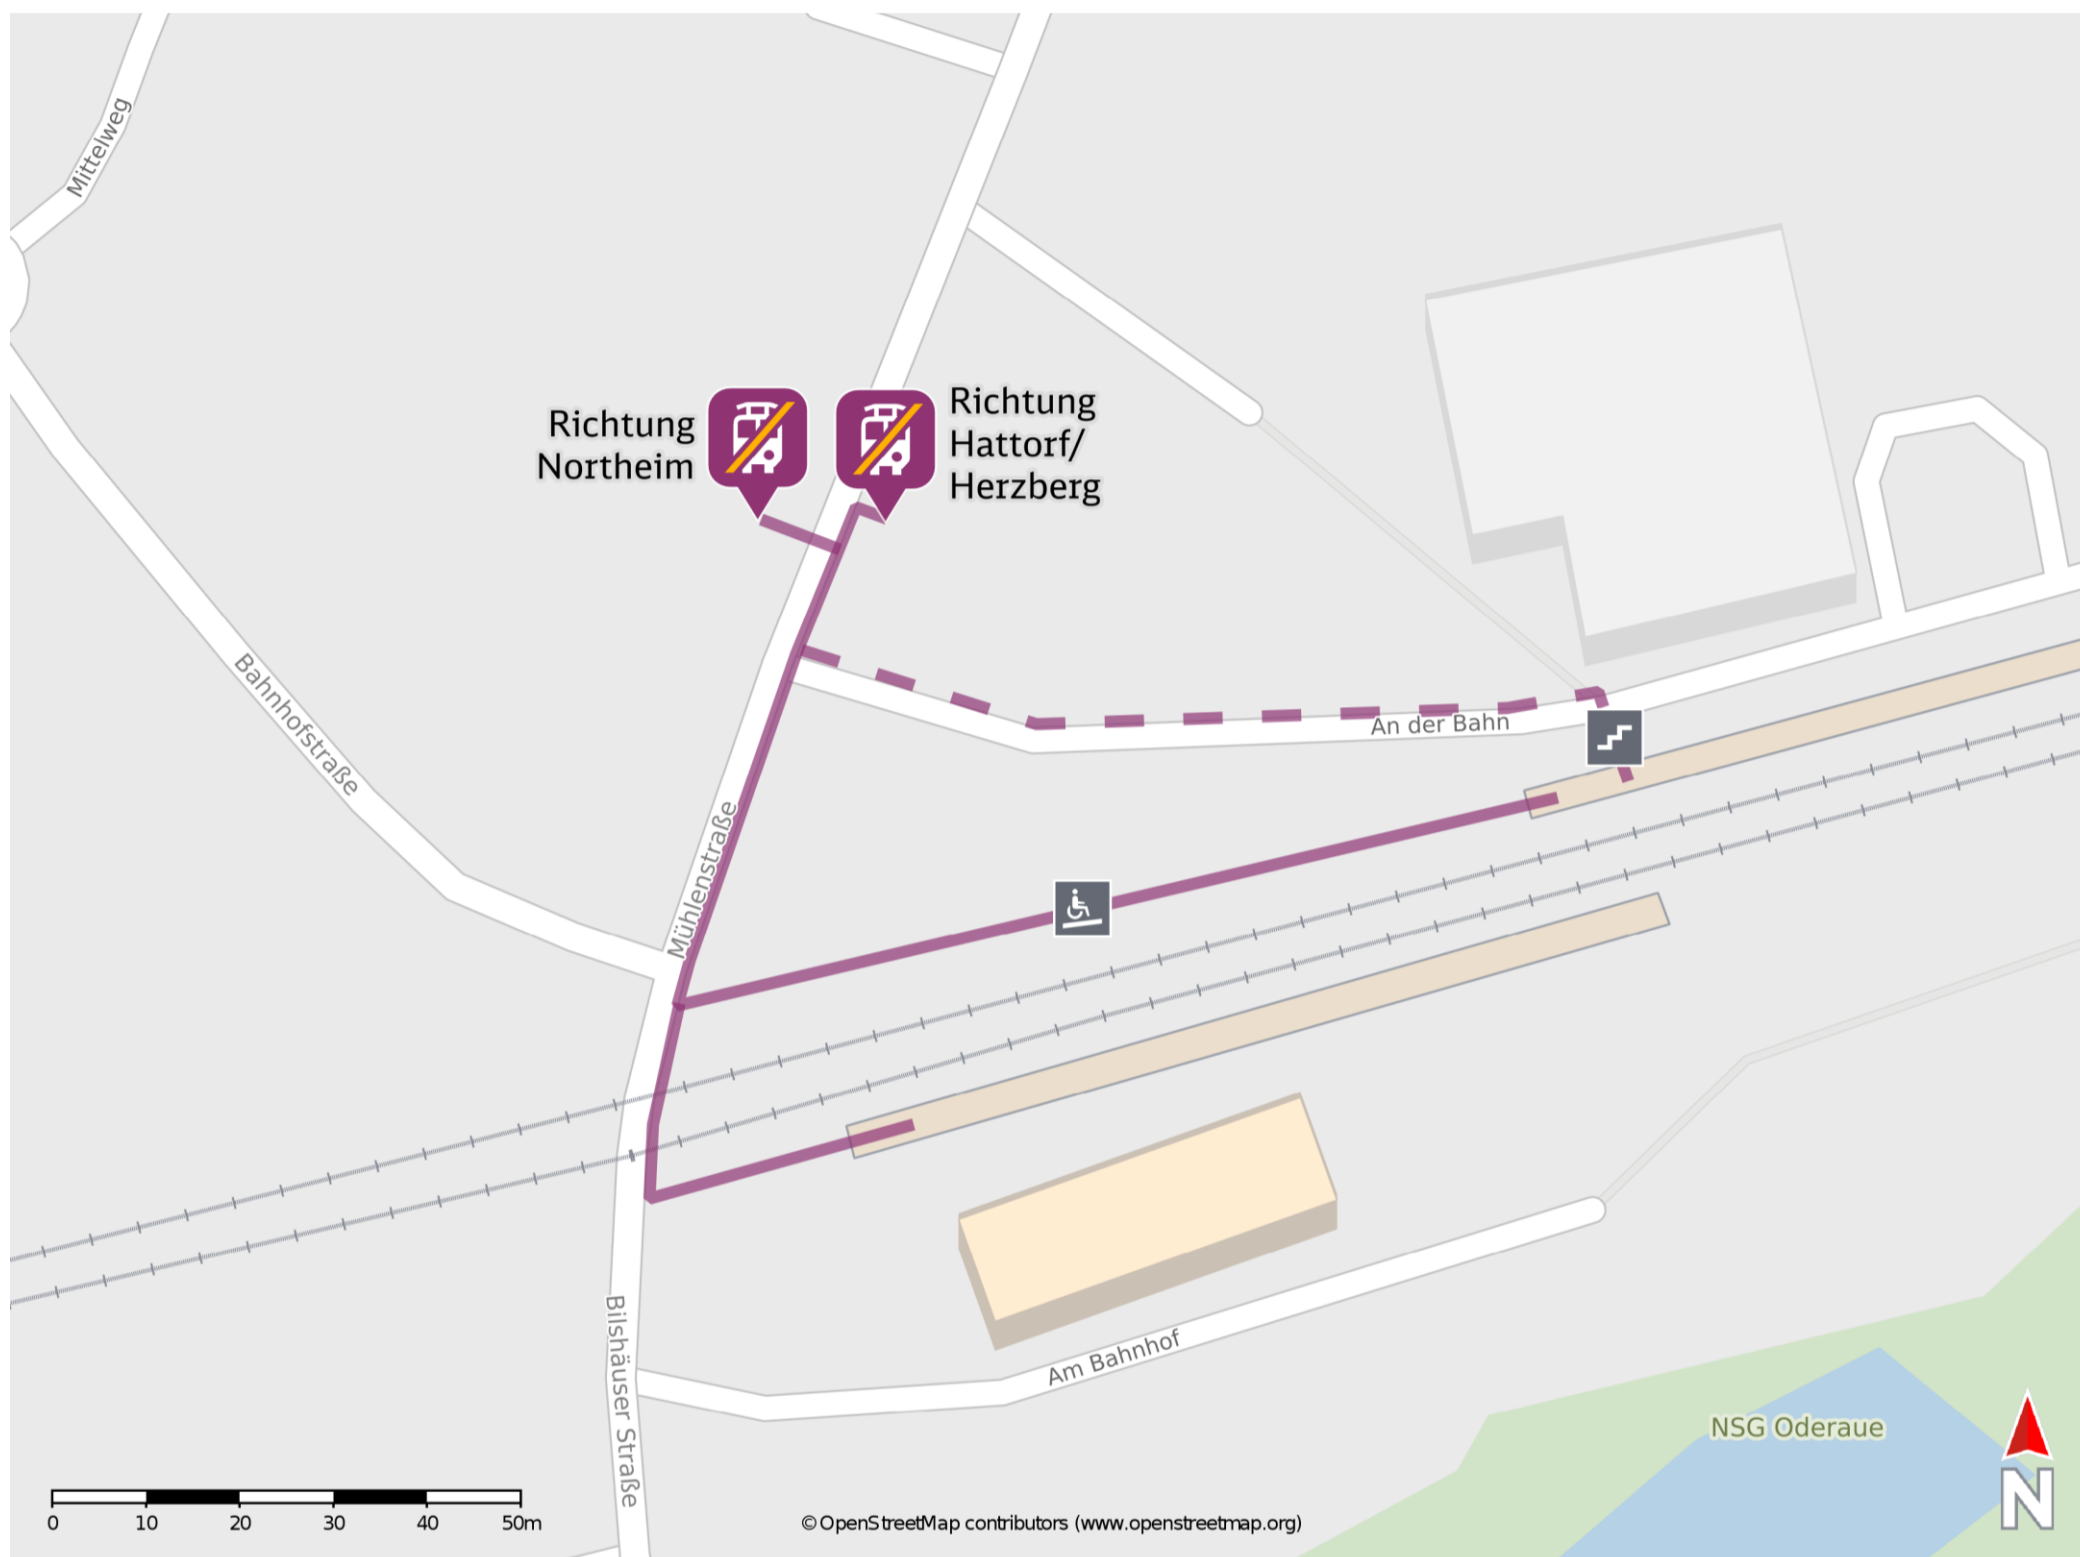 Mittelweg
Richtung
Northeim
Richtung
Hattorf/
Herzberg
Bahnhofstraße
An der Bahn
Mühlenstraße
Bilshäuser Straße
Am Bahnhof
NSG Oderaue
N
0 10 20 30 40 50m
©OpenStreetMap contributors (www.openstreetmap.org)